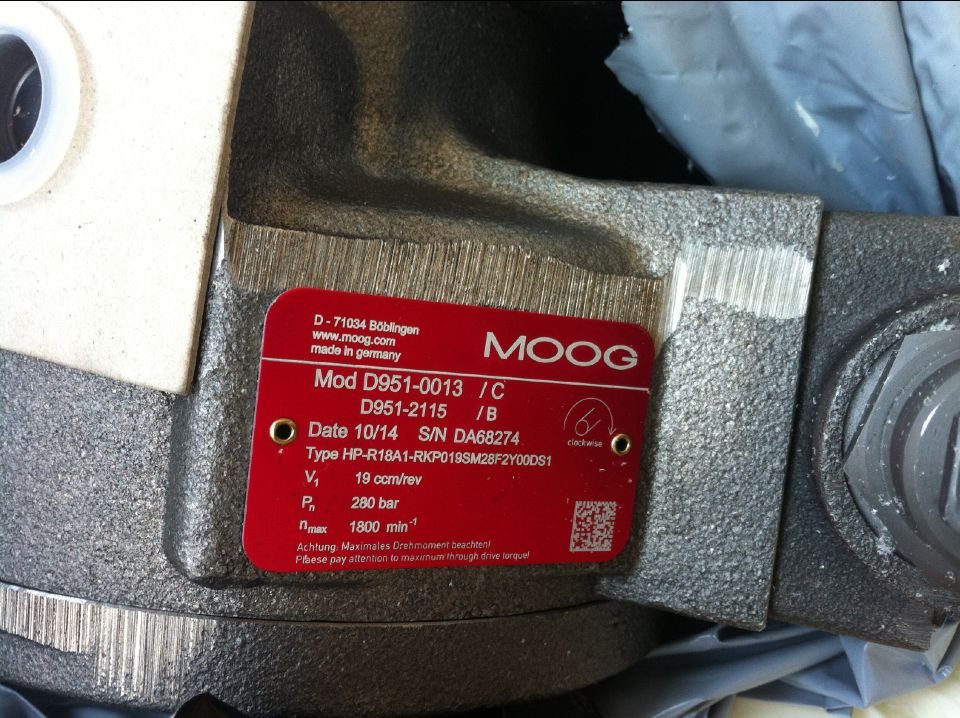 D - 71034 Böblingen
www.moog.com
made in germany
MOOG
Mod D951-0013 / C
D951-2115 / B
Date 10/14 S/N DA68274
clockwise
Type HP-R18A1-RKP019SM28F2Y00DS1
V1 19 ccm/rev
Pn 280 bar
nmax 1800 min-1
Achtung: Maximales Drehmoment beachten!
Plaese pay attention to maximum through drive torque!